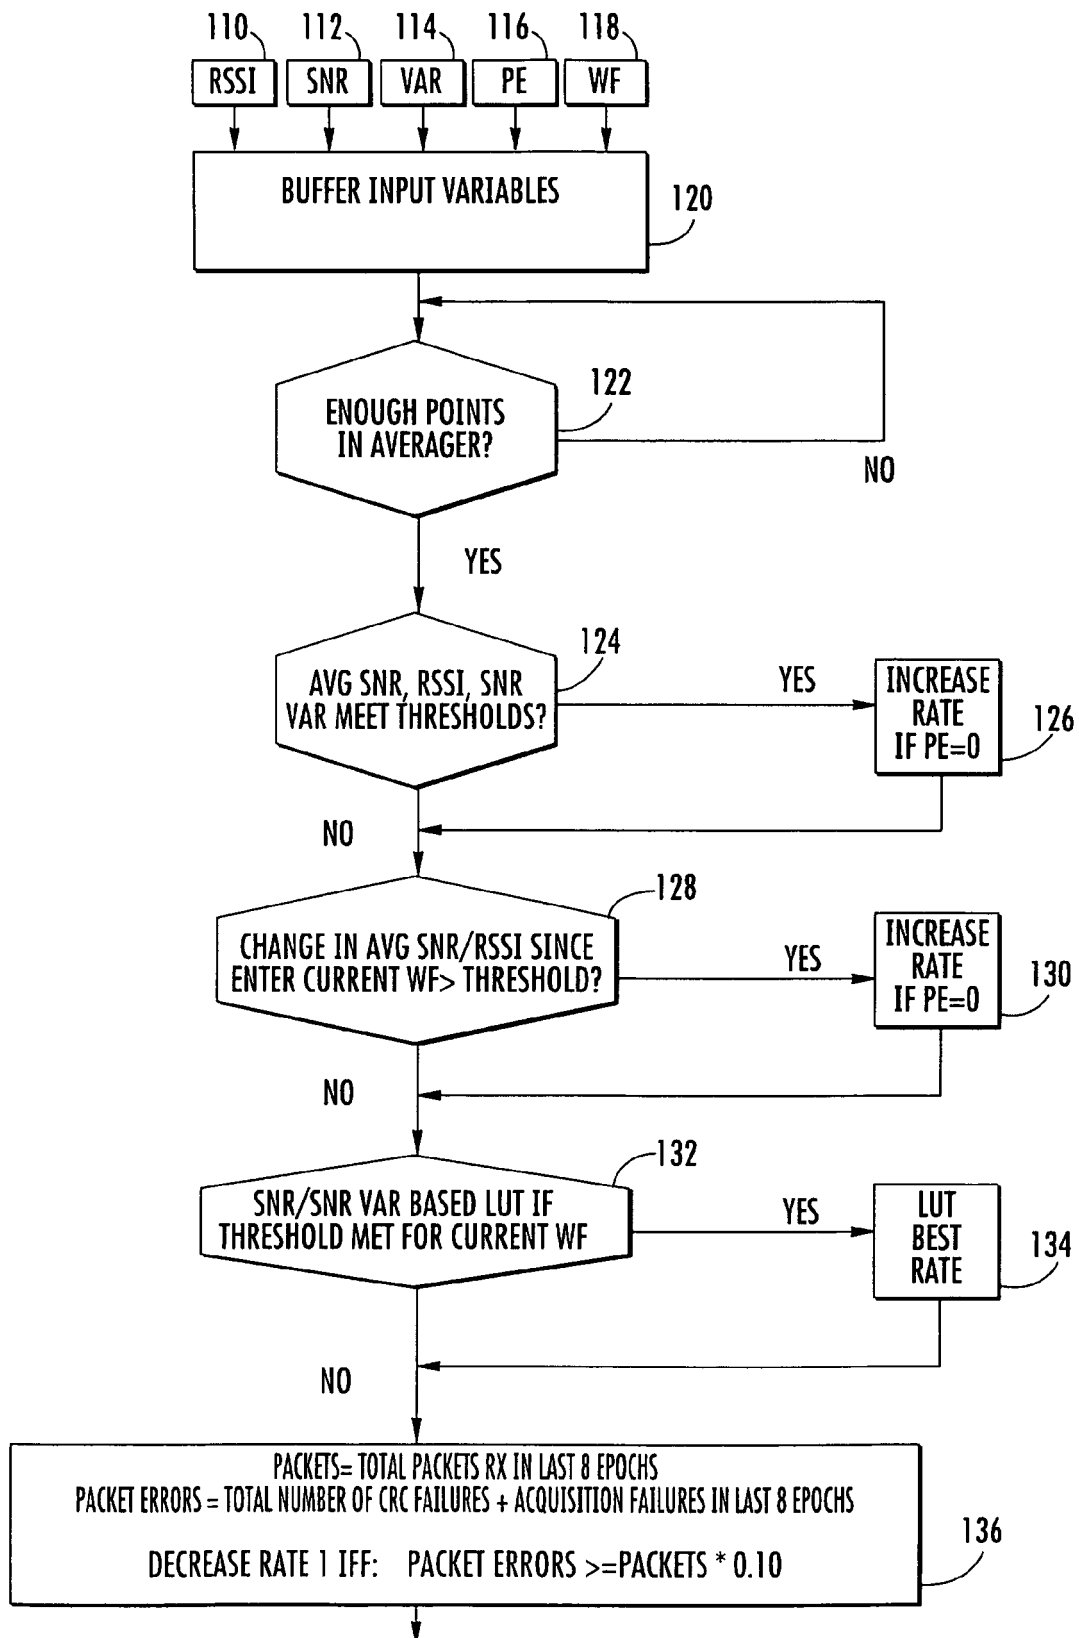 110 112 114 116 118
RSSI SNR VAR PE WF
BUFFER INPUT VARIABLES
120
ENOUGH POINTS
IN AVERAGER?
122
NO
YES
AVG SNR, RSSI, SNR
VAR MEET THRESHOLDS?
124
YES
INCREASE
RATE
IF PE=0
126
NO
CHANGE IN AVG SNR/RSSI SINCE
ENTER CURRENT WF> THRESHOLD?
128
YES
INCREASE
RATE
IF PE=0
130
NO
SNR/SNR VAR BASED LUT IF
THRESHOLD MET FOR CURRENT WF
132
YES
LUT
BEST
RATE
134
NO
PACKETS= TOTAL PACKETS RX IN LAST 8 EPOCHS
PACKET ERRORS = TOTAL NUMBER OF CRC FAILURES + ACQUISITION FAILURES IN LAST 8 EPOCHS
DECREASE RATE 1 IFF: PACKET ERRORS >=PACKETS * 0.10
136